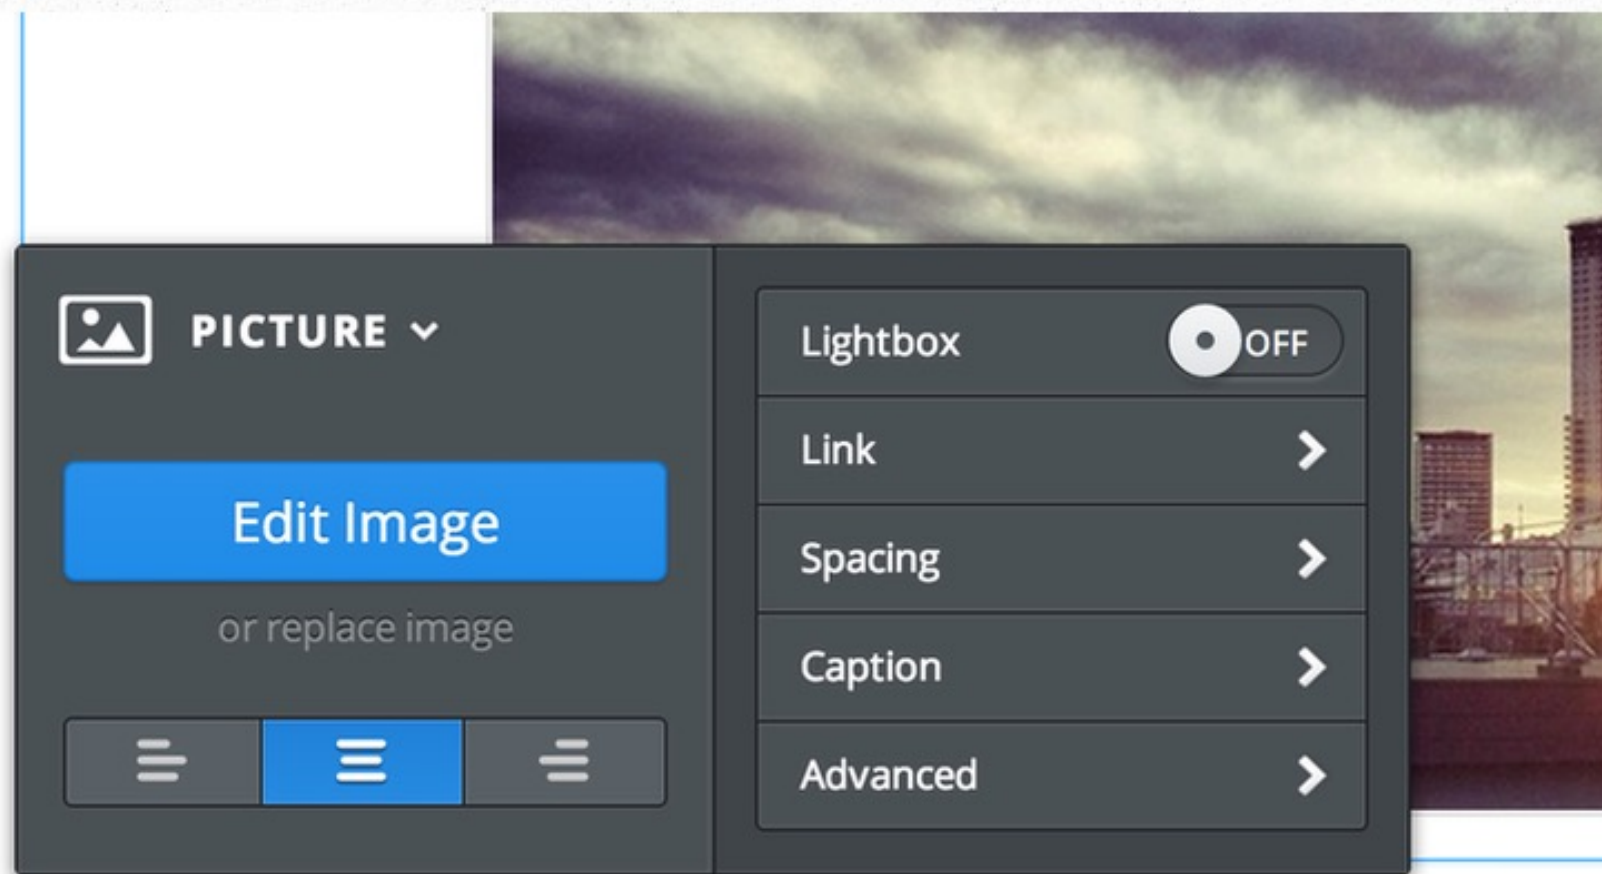 PICTURE
Edit Image
or replace image
Lightbox OFF
Link
Spacing
Caption
Advanced